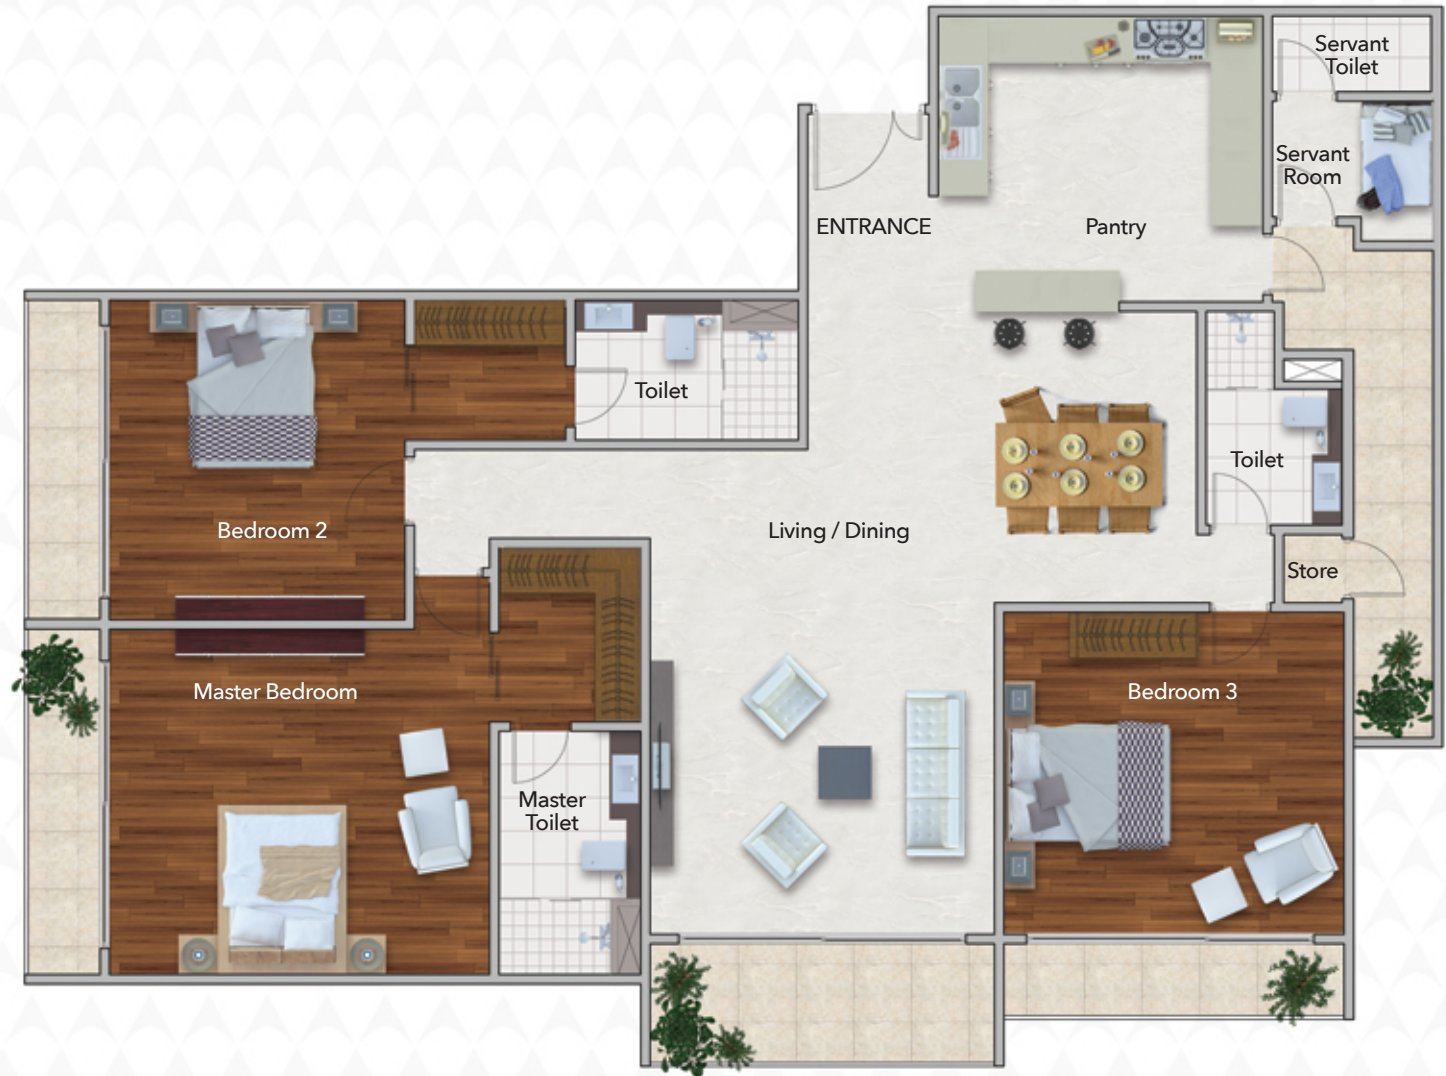 Servant
Toilet
Servant
Room
ENTRANCE
Pantry
Toilet
Toilet
Bedroom 2
Living / Dining
Store
Master Bedroom
Bedroom 3
Master
Toilet